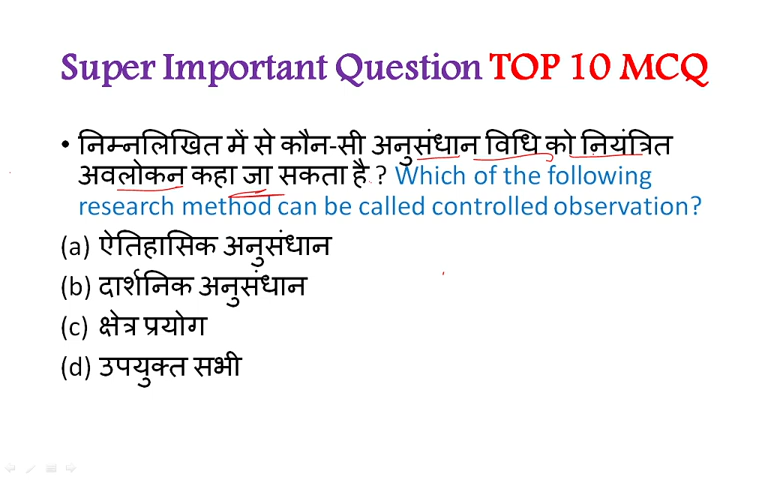 Super Important Question TOP 10 MCQ
• निम्नलिखित में से कौन-सी अनुसंधान विधि को नियंत्रित
अवलोकन कहा जा सकता है ? Which of the following
research method can be called controlled observation?
(a) ऐतिहासिक अनुसंधान
(b) दार्शनिक अनुसंधान
(c) क्षेत्र प्रयोग
(d) उपयुक्त सभी